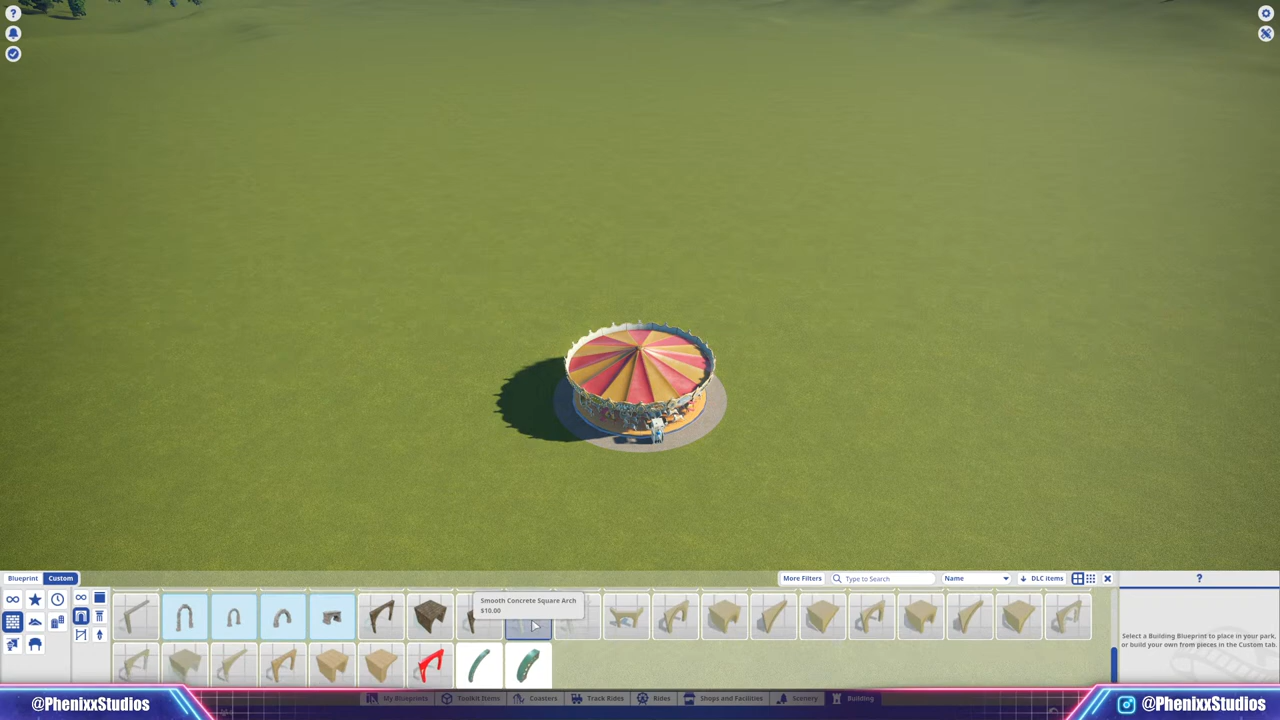 ?
Blueprint
Custom
More Filters
Type to Search
Name
DLC items
?
Smooth Concrete Square Arch
$10.00
Select a Building Blueprint to place in your park,
or build your own from pieces in the Custom tab.
My Blueprints
Toolkit Items
Coasters
Track Rides
Rides
Shops and Facilities
Scenery
Building
@PhenixxStudios
@PhenixxStudios